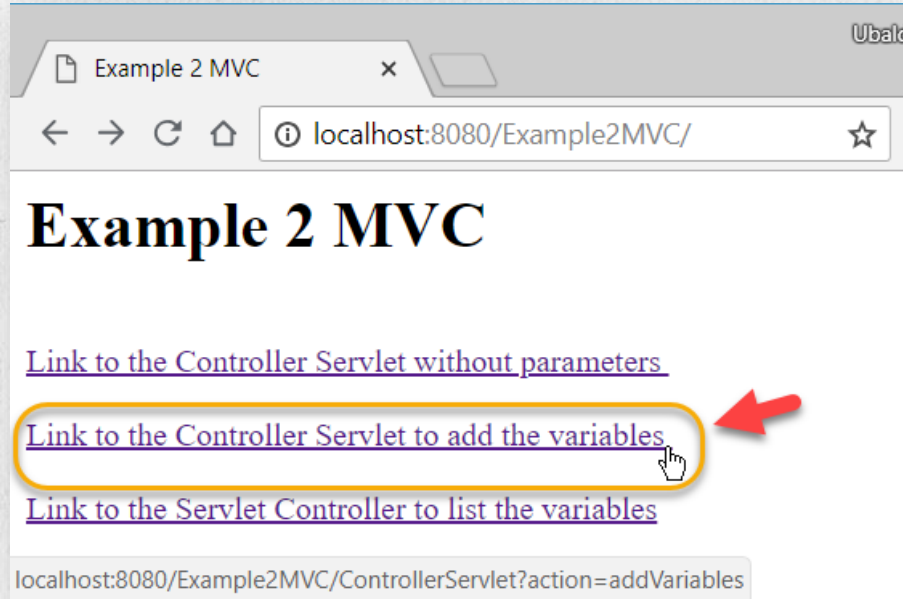 Ubald
Example 2 MVC
localhost:8080/Example2MVC/
Example 2 MVC
Link to the Controller Servlet without parameters
Link to the Controller Servlet to add the variables
Link to the Servlet Controller to list the variables
localhost:8080/Example2MVC/ControllerServlet?action=addVariables